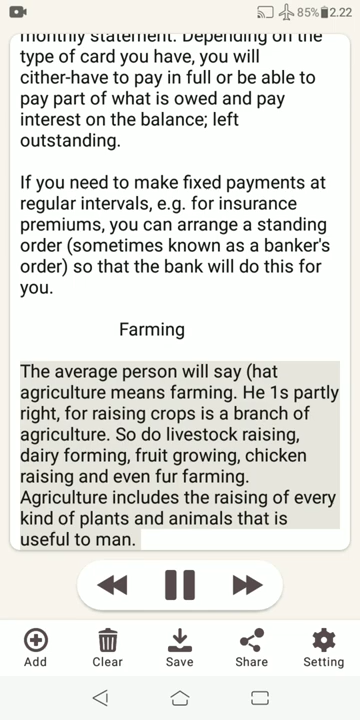 85% 2.22
monthly statement. Depending on the
type of card you have, you will
cither-have to pay in full or be able to
pay part of what is owed and pay
interest on the balance; left
outstanding.
If you need to make fixed payments at
regular intervals, e.g. for insurance
premiums, you can arrange a standing
order (sometimes known as a banker's
order) so that the bank will do this for
you.
Farming
The average person will say (hat
agriculture means farming. He 1s partly
right, for raising crops is a branch of
agriculture. So do livestock raising,
dairy forming, fruit growing, chicken
raising and even fur farming.
Agriculture includes the raising of every
kind of plants and animals that is
useful to man.
Add Clear Save Share Setting